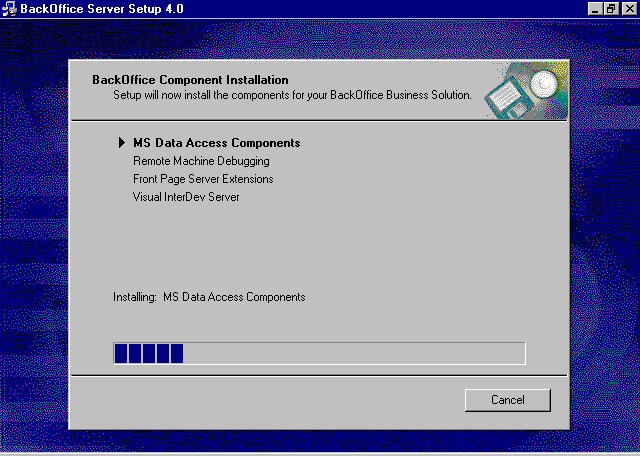 BackOffice Server Setup 4.0
BackOffice Component Installation
Setup will now install the components for your BackOffice Business Solution.
MS Data Access Components
Remote Machine Debugging
Front Page Server Extensions
Visual InterDev Server
Installing: MS Data Access Components
Cancel